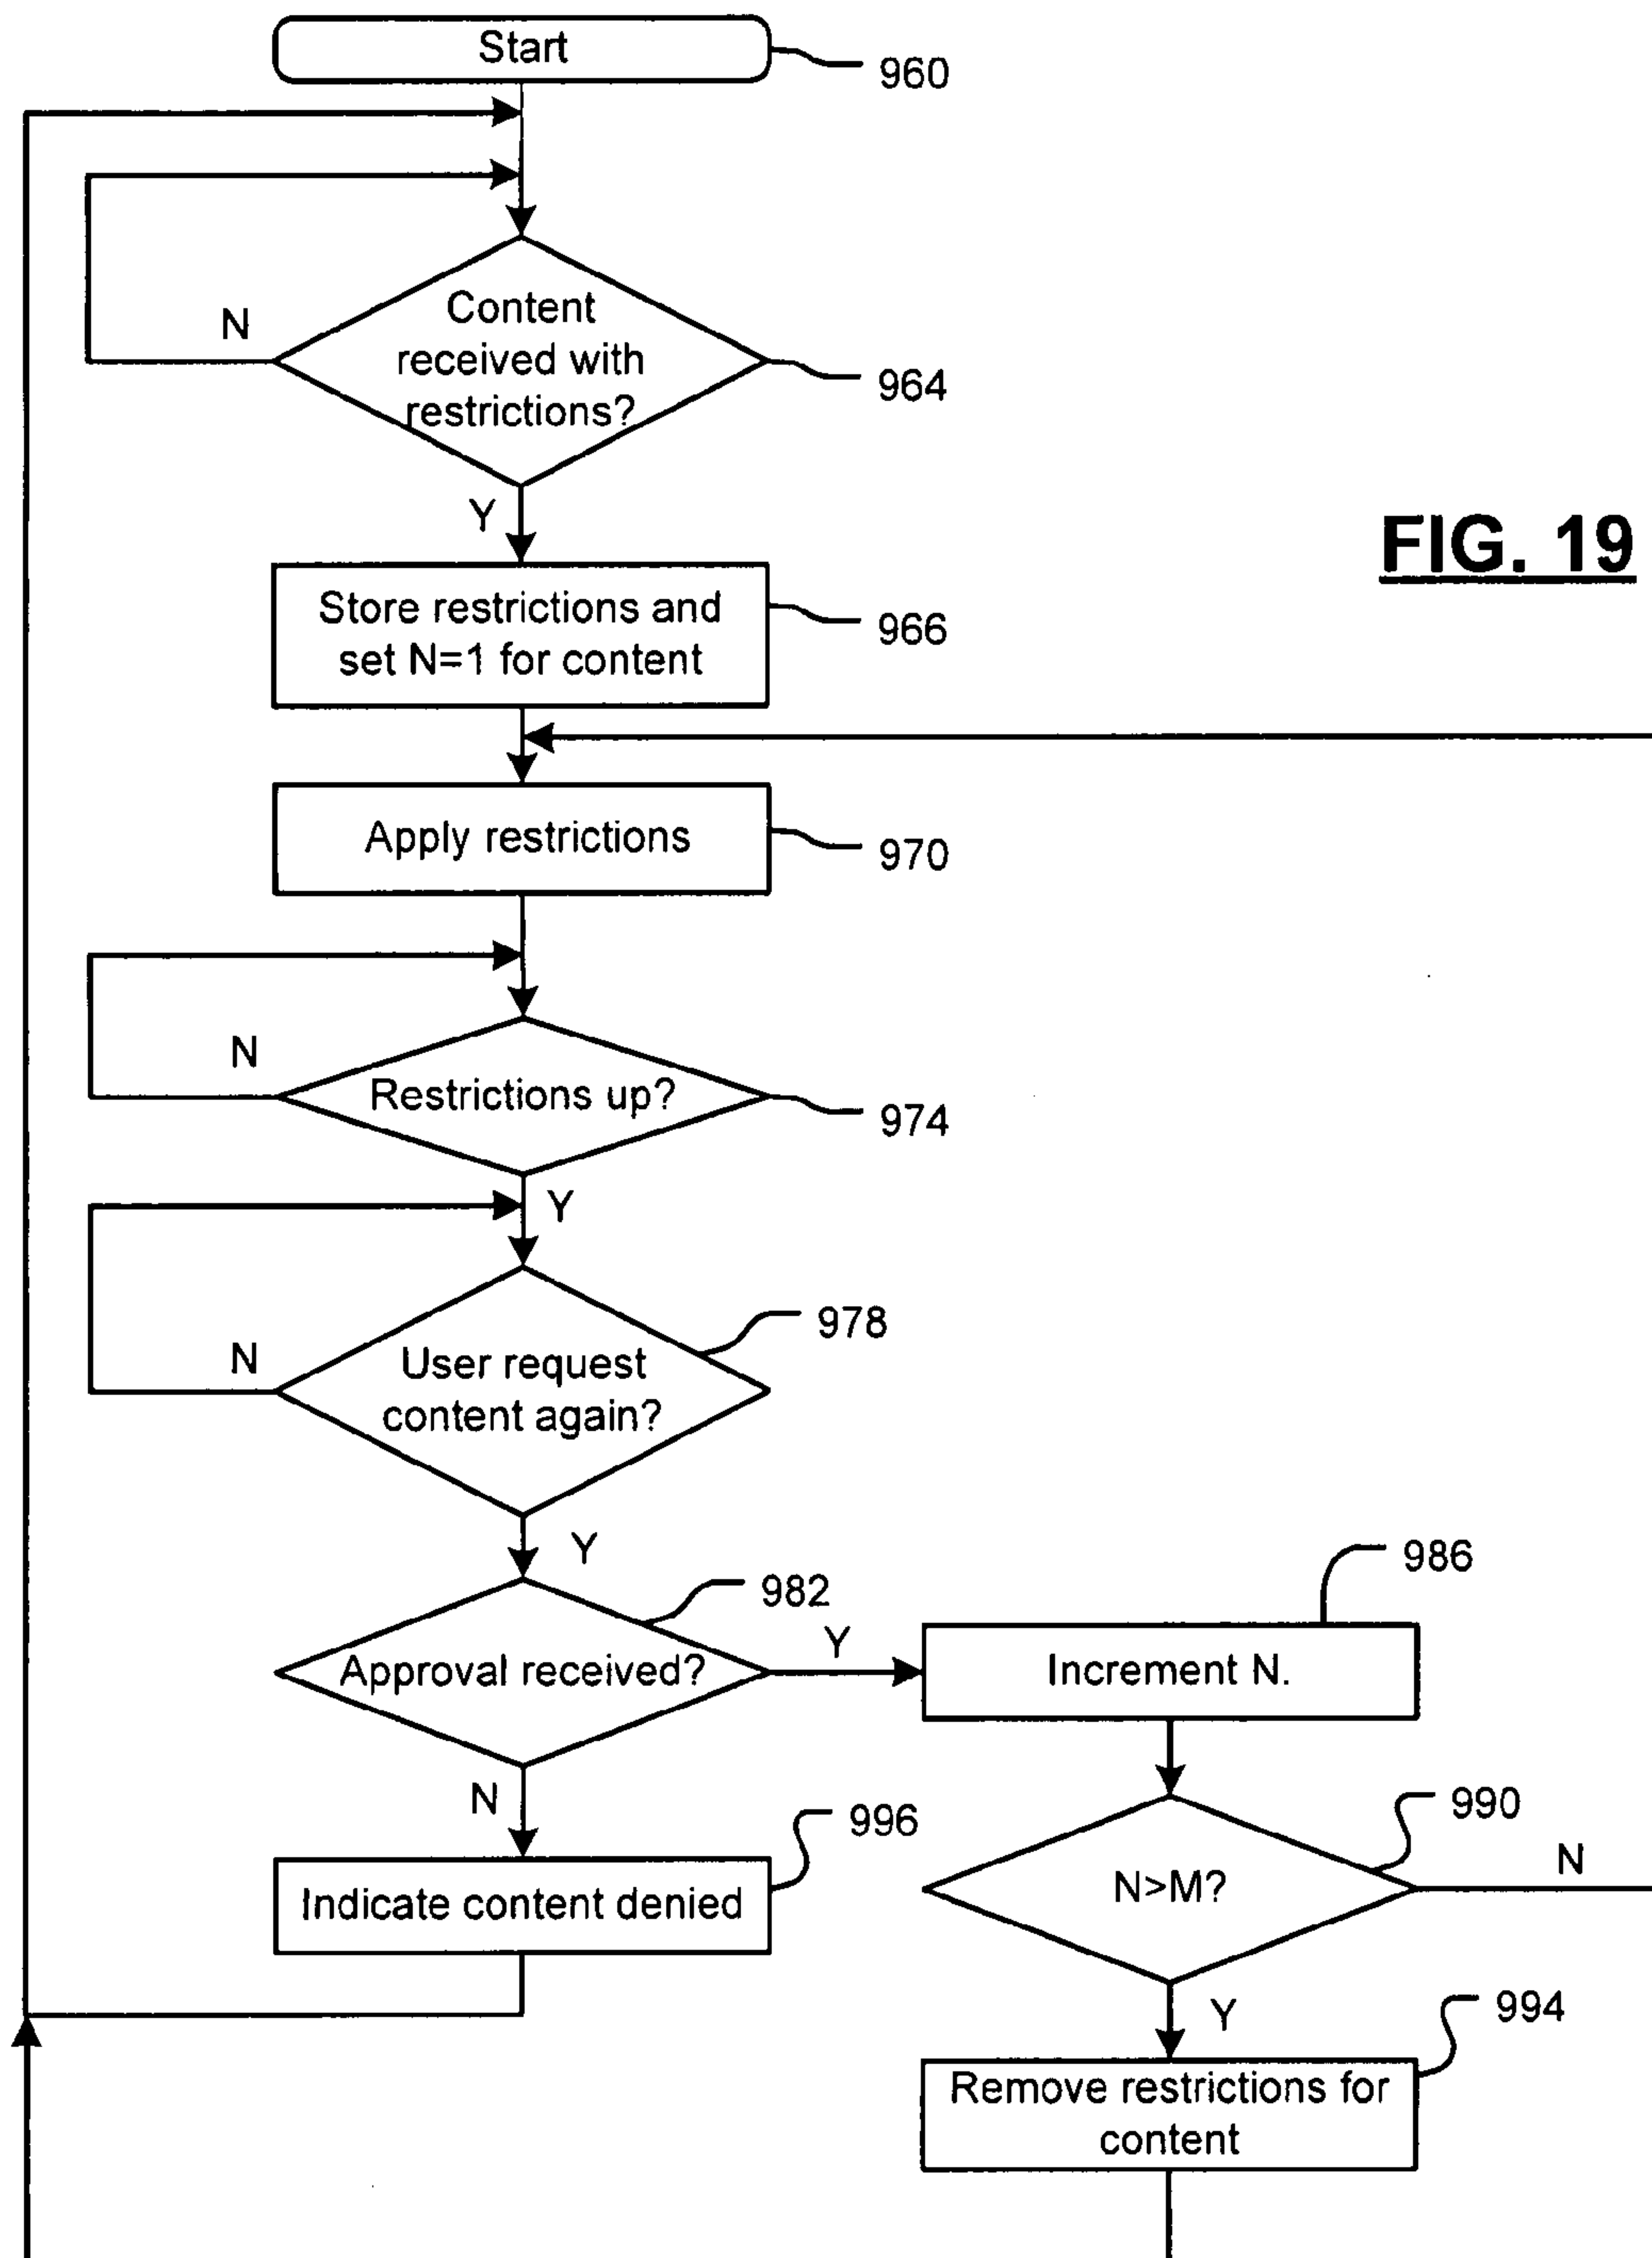 Start
960
Content
received with
restrictions?
N
964
Y
FIG. 19
Store restrictions and
set N=1 for content
966
Apply restrictions
970
N
Restrictions up?
974
Y
978
N
User request
content again?
Y
986
982
Approval received?
Y
Increment N.
N
996
990
Indicate content denied
N>M?
N
Y
994
Remove restrictions for
content